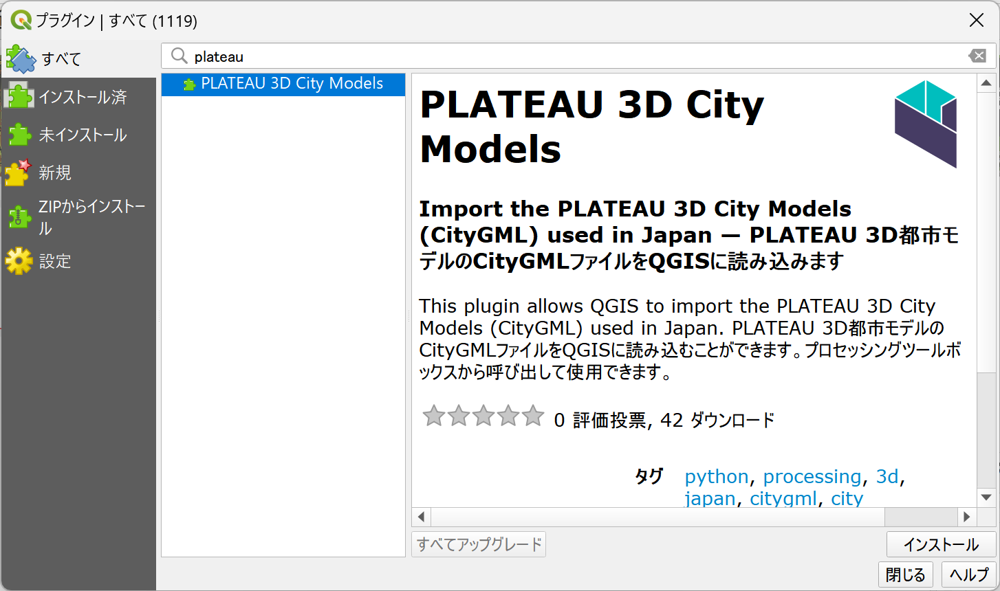 プラグイン | すべて (1119)
すべて
インストール済
未インストール
新規
ZIPからインストー
ル
設定
plateau
PLATEAU 3D City Models
PLATEAU 3D City
Models
Import the PLATEAU 3D City Models
(CityGML) used in Japan — PLATEAU 3D都市モ
デルのCityGMLファイルをQGISに読み込みます
This plugin allows QGIS to import the PLATEAU 3D City
Models (CityGML) used in Japan. PLATEAU 3D都市モデルの
CityGMLファイルをQGISに読み込むことができます。プロセッシングツールボ
ックスから呼び出して使用できます。
0 評価投票, 42 ダウンロード
タグ python, processing, 3d,
japan, citygml, city
すべてアップグレード
インストール
閉じる
ヘルプ